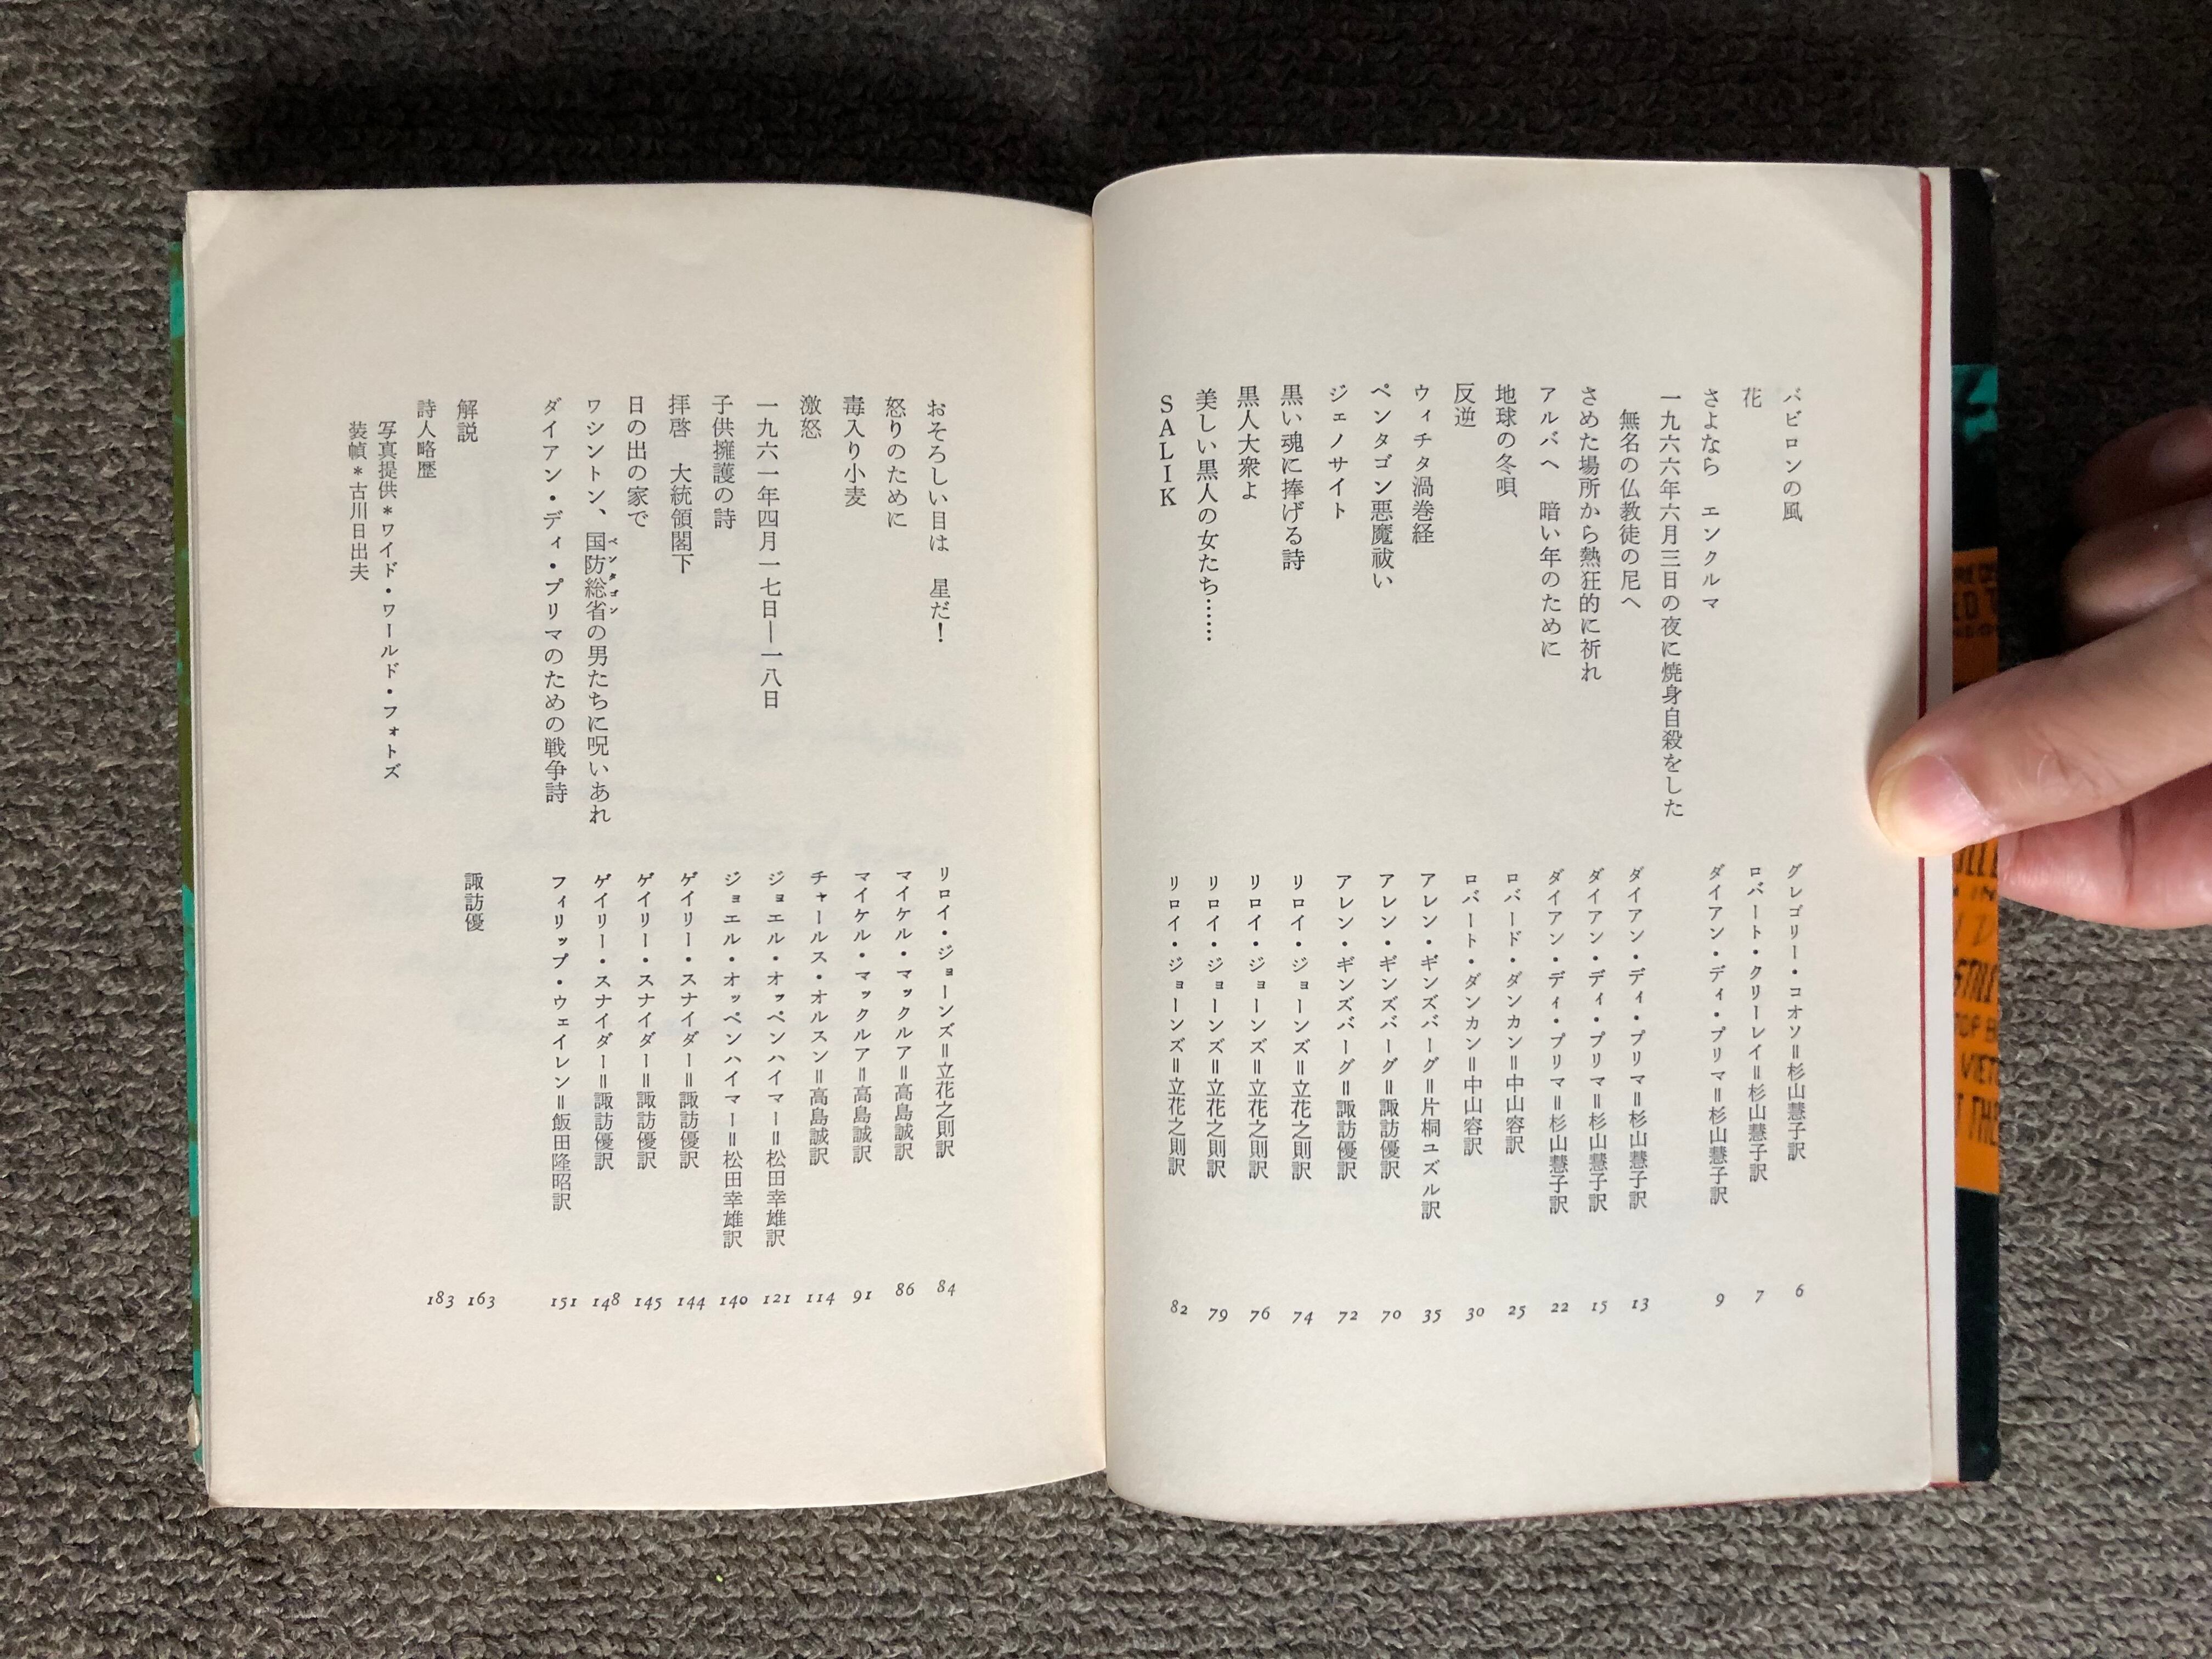 バビロンの風　グレゴリー・コオソ＝杉山慧子訳　6
花　ロバート・クリーレイ＝杉山慧子訳　7
さよなら　エンクルマ　ダイアン・ディ・プリマ＝杉山慧子訳　9
一九六六年六月三日の夜に焼身自殺をした
無名の仏教徒の尼へ　ダイアン・ディ・プリマ＝杉山慧子訳　13
さめた場所から熱狂的に祈れ　ダイアン・ディ・プリマ＝杉山慧子訳　15
アルバへ　暗い年のために　ダイアン・ディ・プリマ＝杉山慧子訳　22
地球の冬唄　ロバード・ダンカン＝中山容訳　25
反逆　ロバート・ダンカン＝中山容訳　30
ウィチタ渦巻経　アレン・ギンズバーグ＝片桐ユズル訳　35
ペンタゴン悪魔祓い　アレン・ギンズバーグ＝諏訪優訳　70
ジェノサイト　アレン・ギンズバーグ＝諏訪優訳　72
黒い魂に捧げる詩　リロイ・ジョーンズ＝立花之則訳　74
黒人大衆よ　リロイ・ジョーンズ＝立花之則訳　76
美しい黒人の女たち……　リロイ・ジョーンズ＝立花之則訳　79
SALIK　リロイ・ジョーンズ＝立花之則訳　82
おそろしい目は　星だ！　リロイ・ジョーンズ＝立花之則訳　84
怒りのために　マイケル・マックルア＝高島誠訳　86
毒入り小麦　マイケル・マックルア＝高島誠訳　91
激怒　チャールス・オルスン＝高島誠訳　114
一九六一年四月一七日―一八日　ジョエル・オッペンハイマー＝松田幸雄訳　121
子供擁護の詩　ジョエル・オッペンハイマー＝松田幸雄訳　140
拝啓　大統領閣下　ゲイリー・スナイダー＝諏訪優訳　144
日の出の家で　ゲイリー・スナイダー＝諏訪優訳　145
ワシントン、国防総省ペンタゴンの男たちに呪いあれ　ゲイリー・スナイダー＝諏訪優訳　148
ダイアン・ディ・プリマのための戦争詩　フィリップ・ウェイレン＝飯田隆昭訳　151
解説　諏訪優　163
詩人略歴　183
写真提供＊ワイド・ワールド・フォトズ
装幀＊古川日出夫